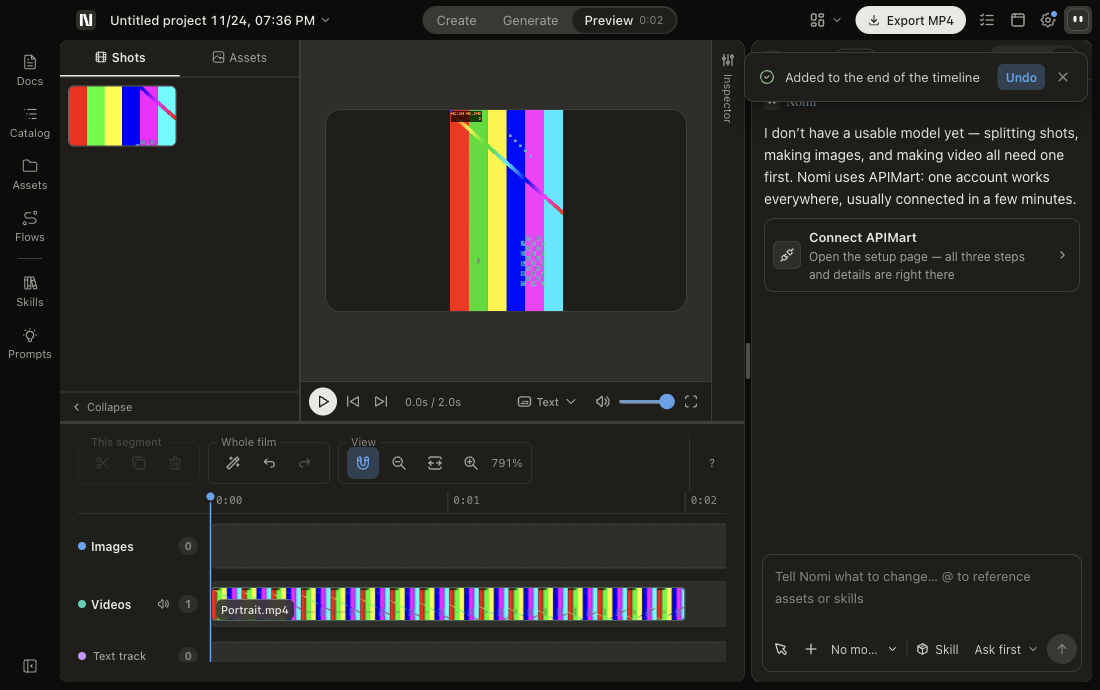 Untitled project 11/24, 07:36 PM
Create
Generate
Preview 0:02
Export MP4
Docs
Catalog
Assets
Flows
Skills
Prompts
Shots
Assets
Collapse
Inspector
0.0s / 2.0s
Text
Added to the end of the timeline
Undo
Nomi
I don't have a usable model yet — splitting shots,
making images, and making video all need one
first. Nomi uses APIMart: one account works
everywhere, usually connected in a few minutes.
Connect APIMart
Open the setup page — all three steps
and details are right there
This segment
Whole film
View
791%
?
0:00
0:01
0:02
Images
0
Videos
1
Portrait.mp4
Text track
0
Tell Nomi what to change... @ to reference
assets or skills
No mo...
Skill
Ask first